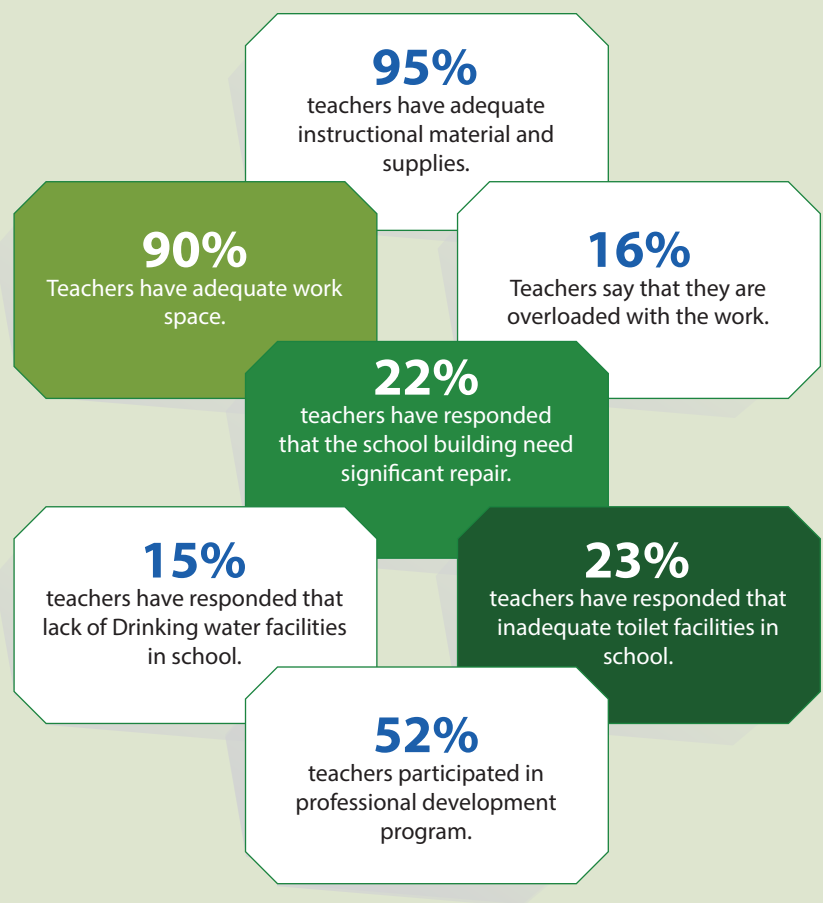 95%
teachers have adequate
instructional material and
supplies.
90%
Teachers have adequate work
space.
16%
Teachers say that they are
overloaded with the work.
22%
teachers have responded
that the school building need
significant repair.
15%
teachers have responded that
lack of Drinking water facilities
in school.
23%
teachers have responded that
inadequate toilet facilities in
school.
52%
teachers participated in
professional development
program.